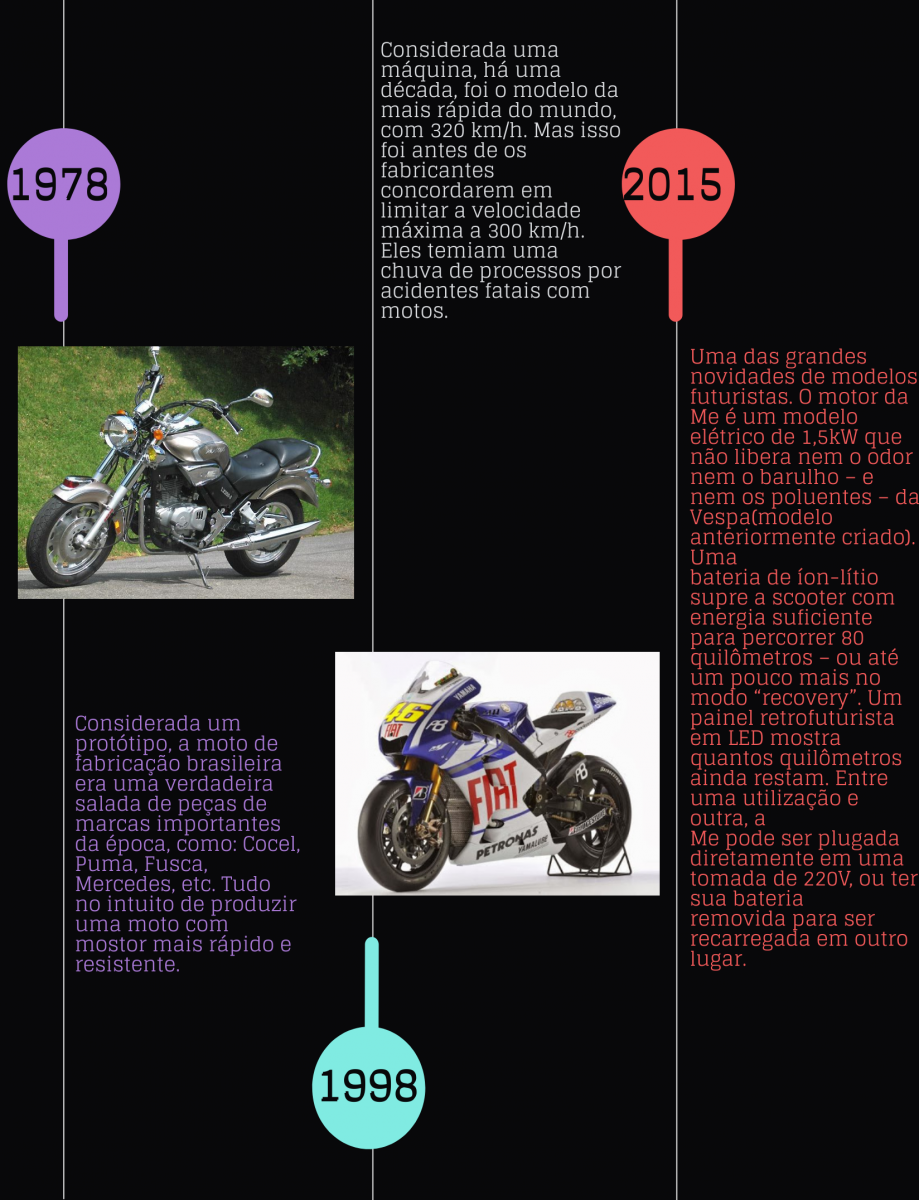 1978
Considerada um
protótipo, a moto de
fabricação brasileira
era uma verdadeira
salada de peças de
marcas importantes
da época, como: Cocel,
Puma, Fusca,
Mercedes, etc. Tudo
no intuito de produzir
uma moto com
mostor mais rápido e
resistente.
Considerada uma
máquina, há uma
década, foi o modelo da
mais rápida do mundo,
com 320 km/h. Mas isso
foi antes de os
fabricantes
concordarem em
limitar a velocidade
máxima a 300 km/h.
Eles temiam uma
chuva de processos por
acidentes fatais com
motos.
YAMAHA
46
FIAT
FIAT
PETRONAS
YAMALUBE
1998
2015
Uma das grandes
novidades de modelos
futuristas. O motor da
Me é um modelo
elétrico de 1,5kW que
não libera nem o odor
nem o barulho – e
nem os poluentes – da
Vespa(modelo
anteriormente criado).
Uma
bateria de íon-lítio
supre a scooter com
energia suficiente
para percorrer 80
quilômetros – ou até
um pouco mais no
modo “recovery”. Um
painel retrofuturista
em LED mostra
quantos quilômetros
ainda restam. Entre
uma utilização e
outra, a
Me pode ser plugada
diretamente em uma
tomada de 220V, ou ter
sua bateria
removida para ser
recarregada em outro
lugar.